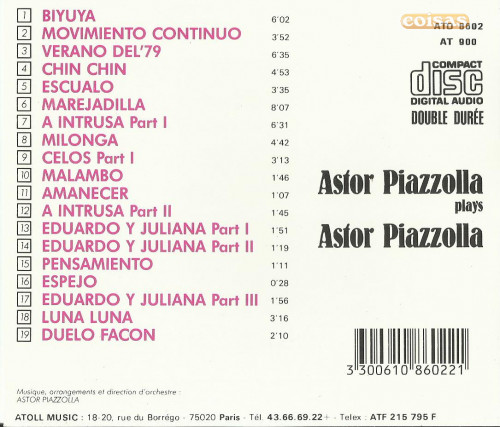 1 BIYUYA 6'02
2 MOVIMIENTO CONTINUO 3'52
3 VERANO DEL'79 6'35
4 CHIN CHIN 4'53
5 ESCUALO 3'35
6 MAREJADILLA 8'07
7 A INTRUSA Part I 6'31
8 MILONGA 4'42
9 CELOS Part I 3'13
10 MALAMBO 1'46
11 AMANECER 1'07
12 A INTRUSA Part II 1'45
13 EDUARDO Y JULIANA Part I 1'51
14 EDUARDO Y JULIANA Part II 1'19
15 PENSAMIENTO 1'11
16 ESPEJO 0'28
17 EDUARDO Y JULIANA Part III 1'56
18 LUNA LUNA 3'16
19 DUELO FACON 2'10
coisas
ATO 8602
AT 900
COMPACT
disc
DIGITAL AUDIO
DOUBLE DURÉE
Astor Piazzolla
plays
Astor Piazzolla
3 300610 860221
Musique, arrangements et direction d'orchestre :
ASTOR PIAZZOLLA
ATOLL MUSIC : 18-20, rue du Borrégo - 75020 Paris - Tél. 43.66.69.22+ - Telex : ATF 215 795 F